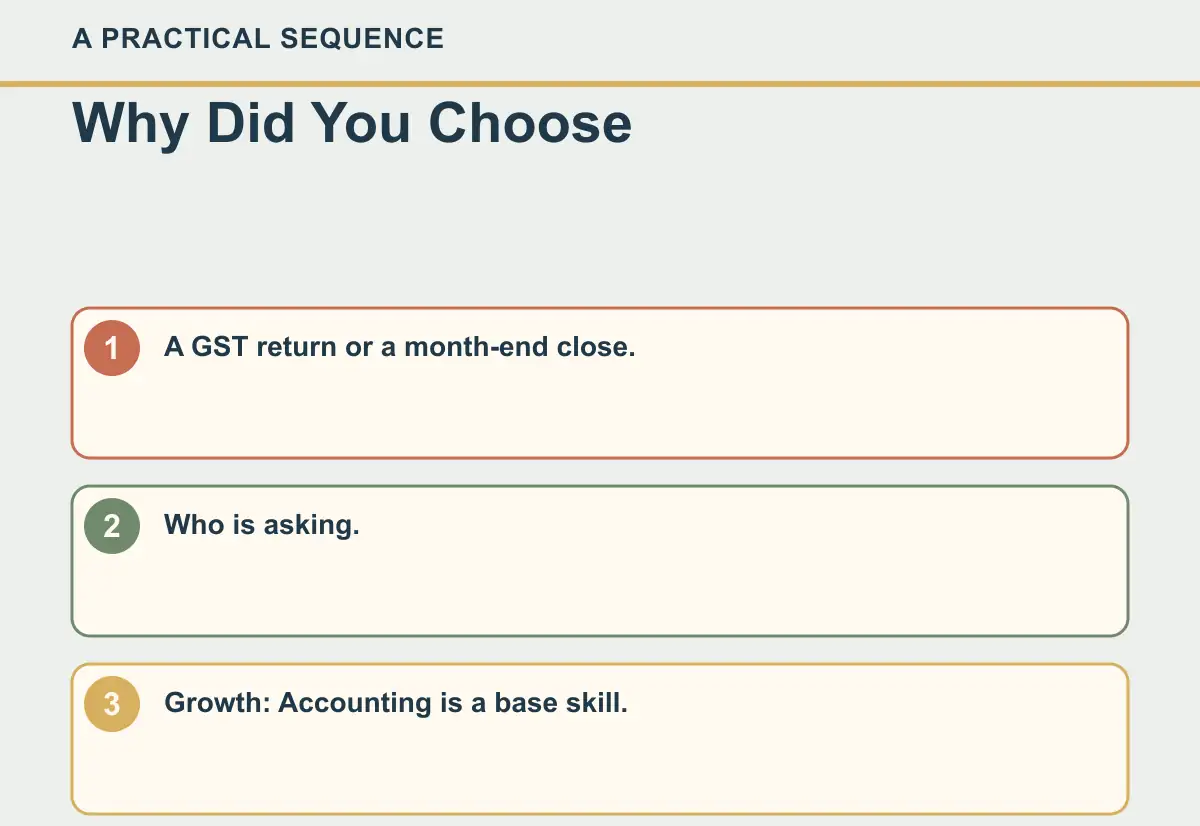 A PRACTICAL SEQUENCE
Why Did You Choose
1 A GST return or a month-end close.
2 Who is asking.
3 Growth: Accounting is a base skill.